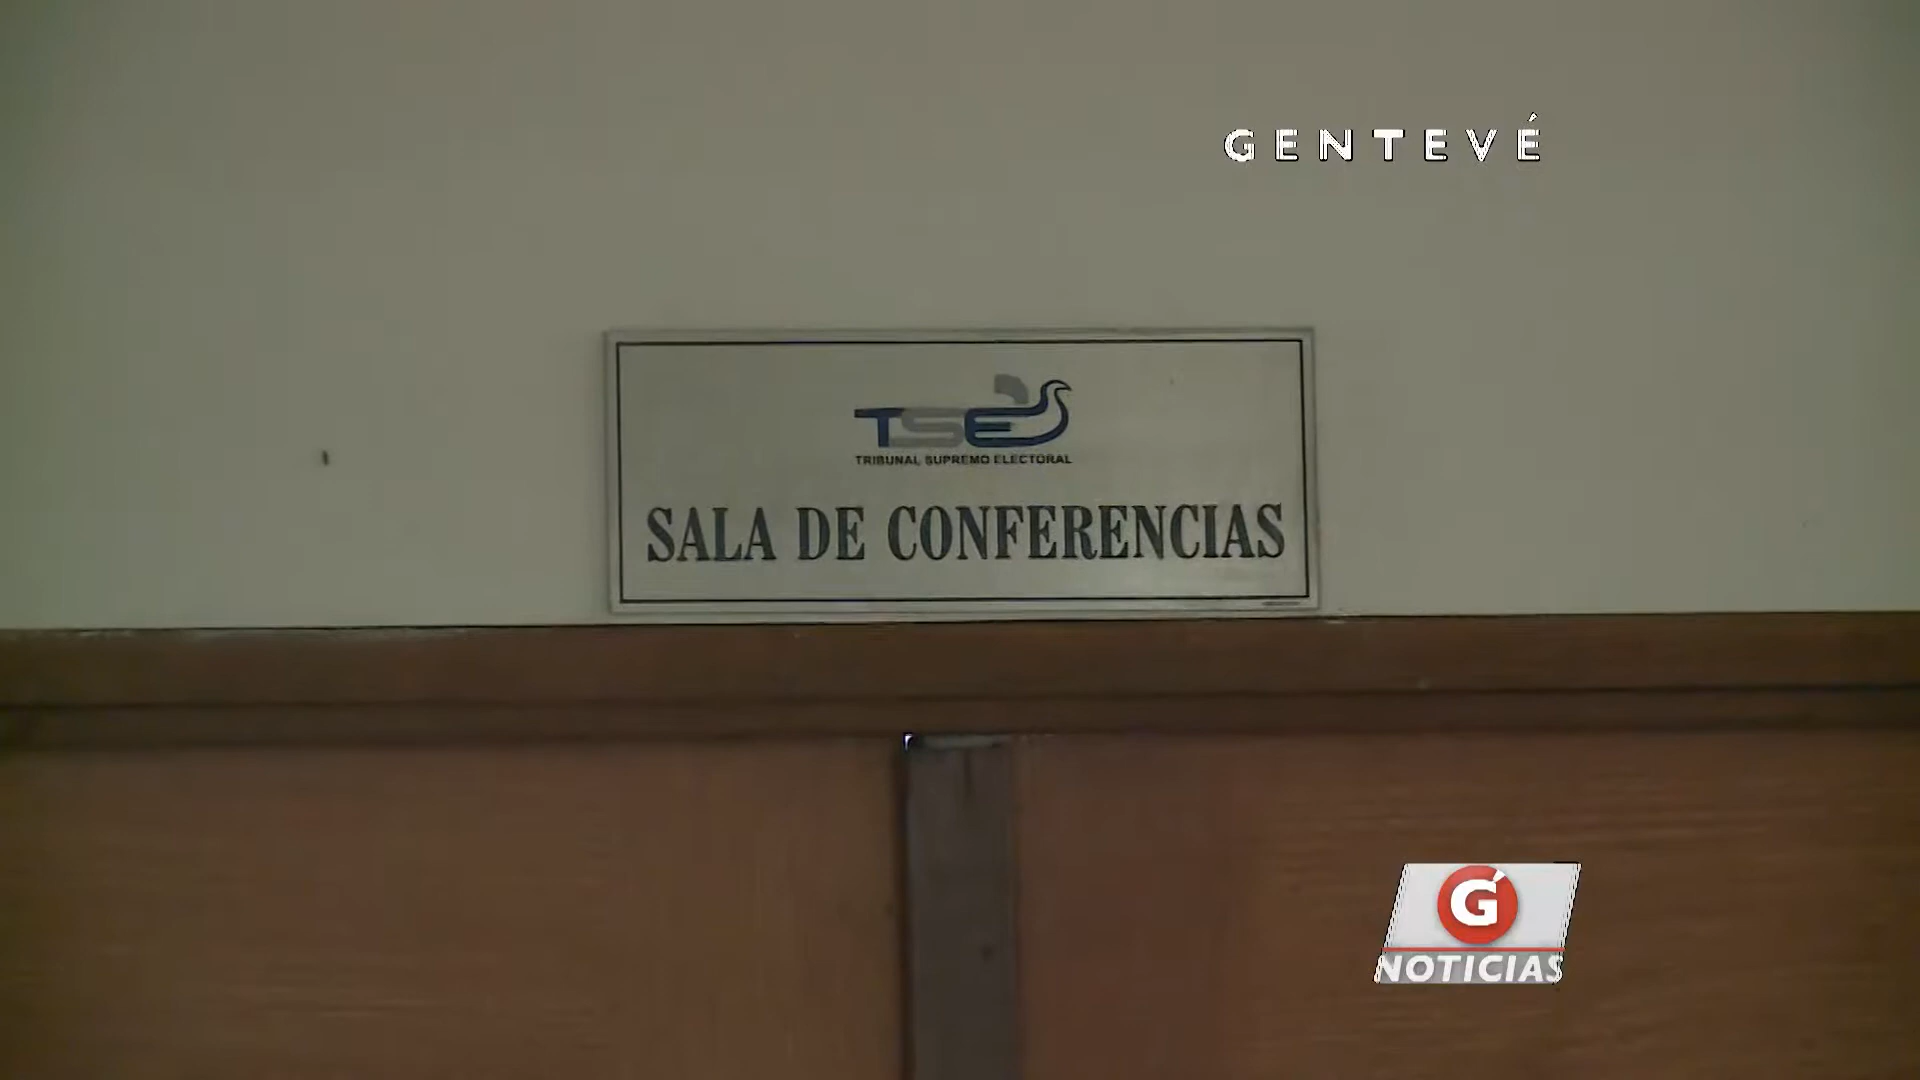 GENTEVÉ
TSE
TRIBUNAL SUPREMO ELECTORAL
SALA DE CONFERENCIAS
G
NOTICIAS